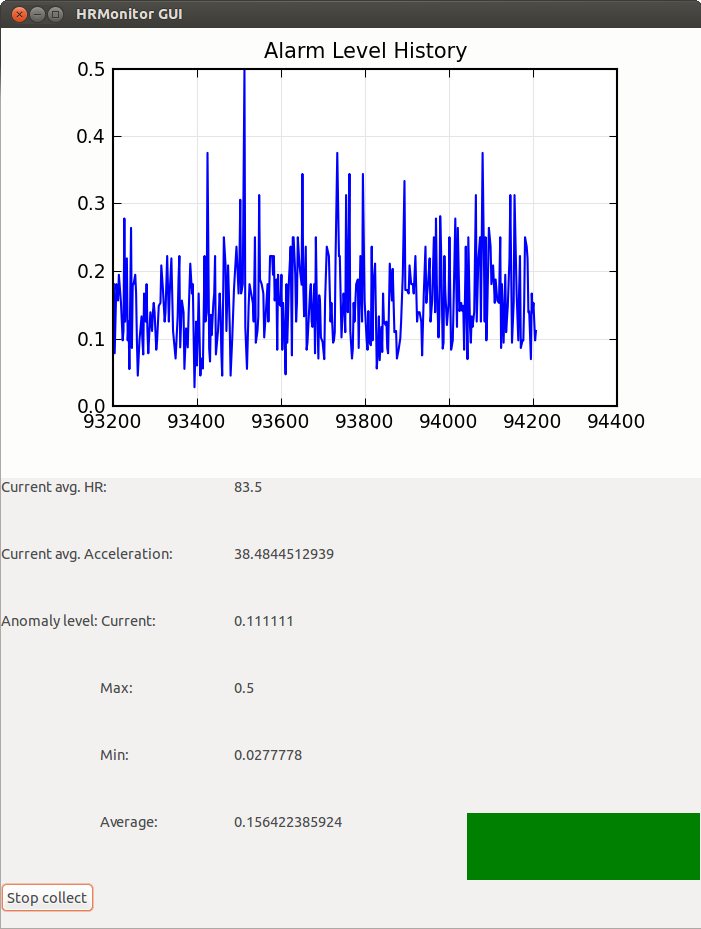 HRMonitor GUI
Alarm Level History
0.5
0.4
0.3
0.2
0.1
0.0
93200 93400 93600 93800 94000 94200 94400
Current avg. HR: 83.5
Current avg. Acceleration: 38.4844512939
Anomaly level: Current: 0.111111
Max: 0.5
Min: 0.0277778
Average: 0.156422385924
Stop collect